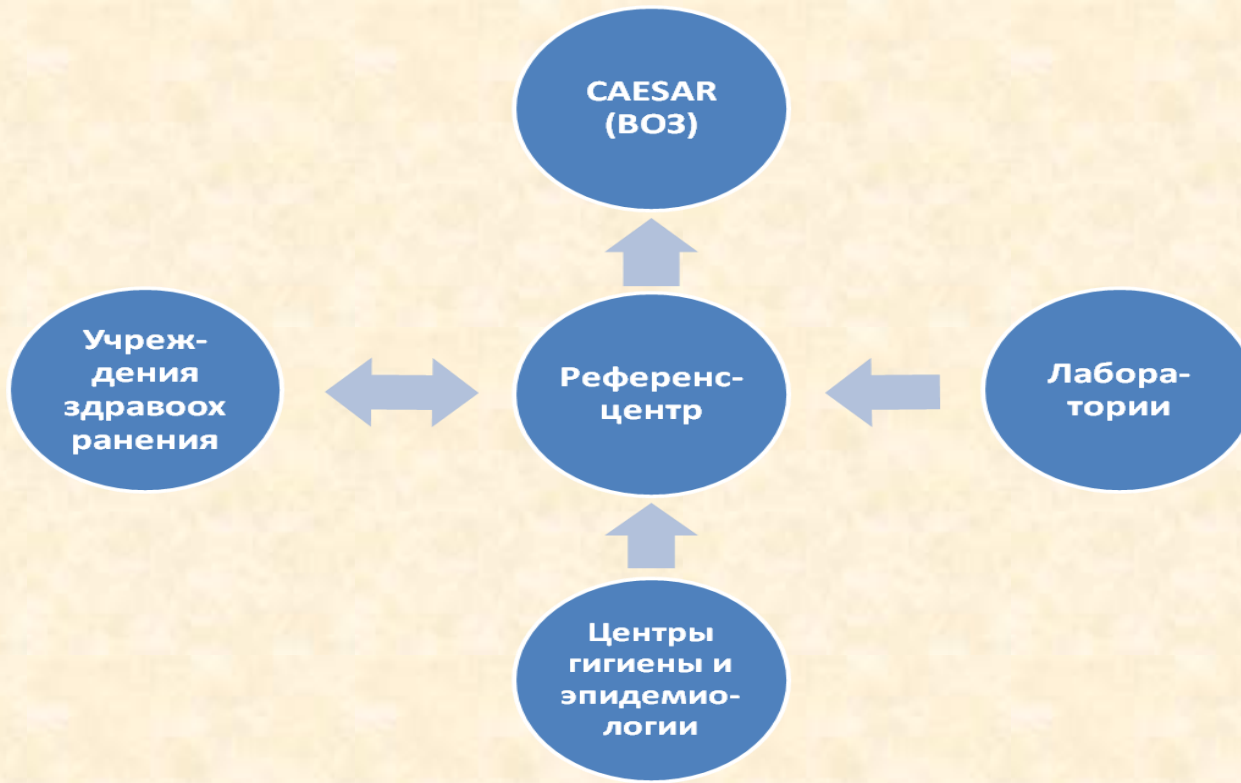 CAESAR
(ВОЗ)
Учреж-
дения
здравоох
ранения
Референс-
центр
Лабора-
тории
Центры
гигиены и
эпидемио-
логии